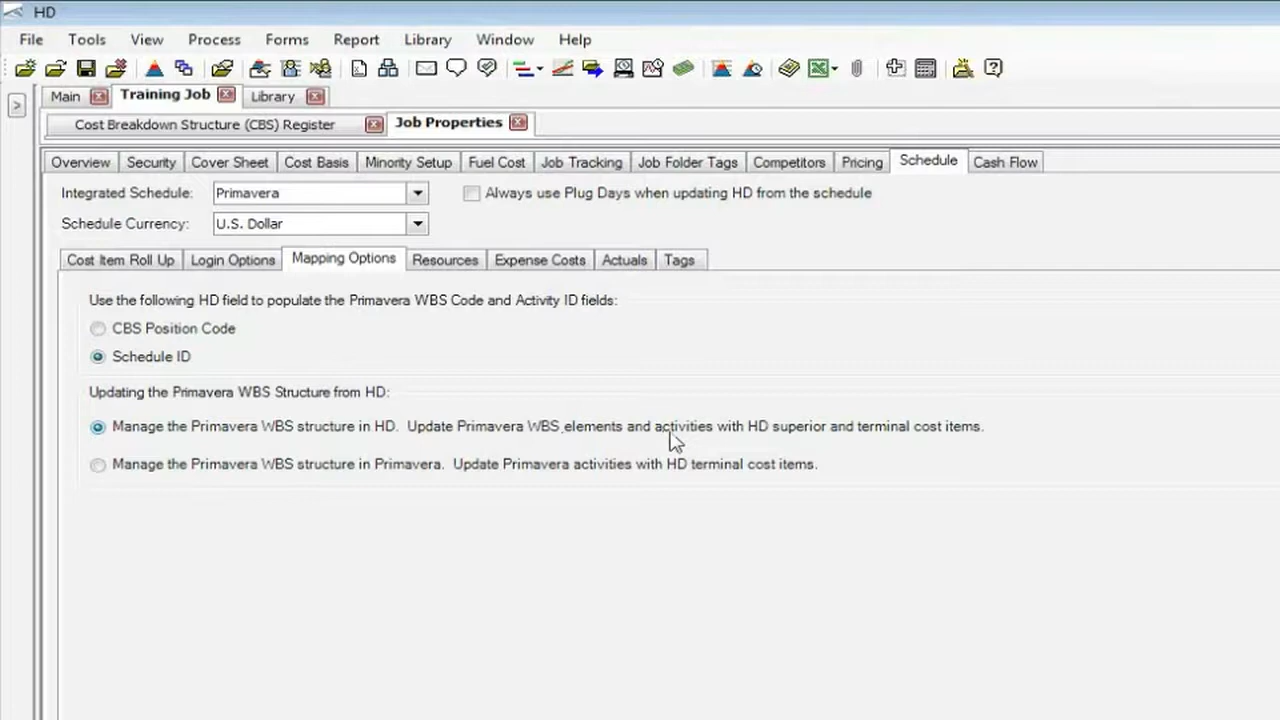 HD
File Tools View Process Forms Report Library Window Help
Main Training Job Library
>
Cost Breakdown Structure (CBS) Register Job Properties
Overview Security Cover Sheet Cost Basis Minority Setup Fuel Cost Job Tracking Job Folder Tags Competitors Pricing Schedule Cash Flow
Integrated Schedule: Primavera Always use Plug Days when updating HD from the schedule
Schedule Currency: U.S. Dollar
Cost Item Roll Up Login Options Mapping Options Resources Expense Costs Actuals Tags
Use the following HD field to populate the Primavera WBS Code and Activity ID fields:
CBS Position Code
Schedule ID
Updating the Primavera WBS Structure from HD:
Manage the Primavera WBS structure in HD. Update Primavera WBS elements and activities with HD superior and terminal cost items.
Manage the Primavera WBS structure in Primavera. Update Primavera activities with HD terminal cost items.